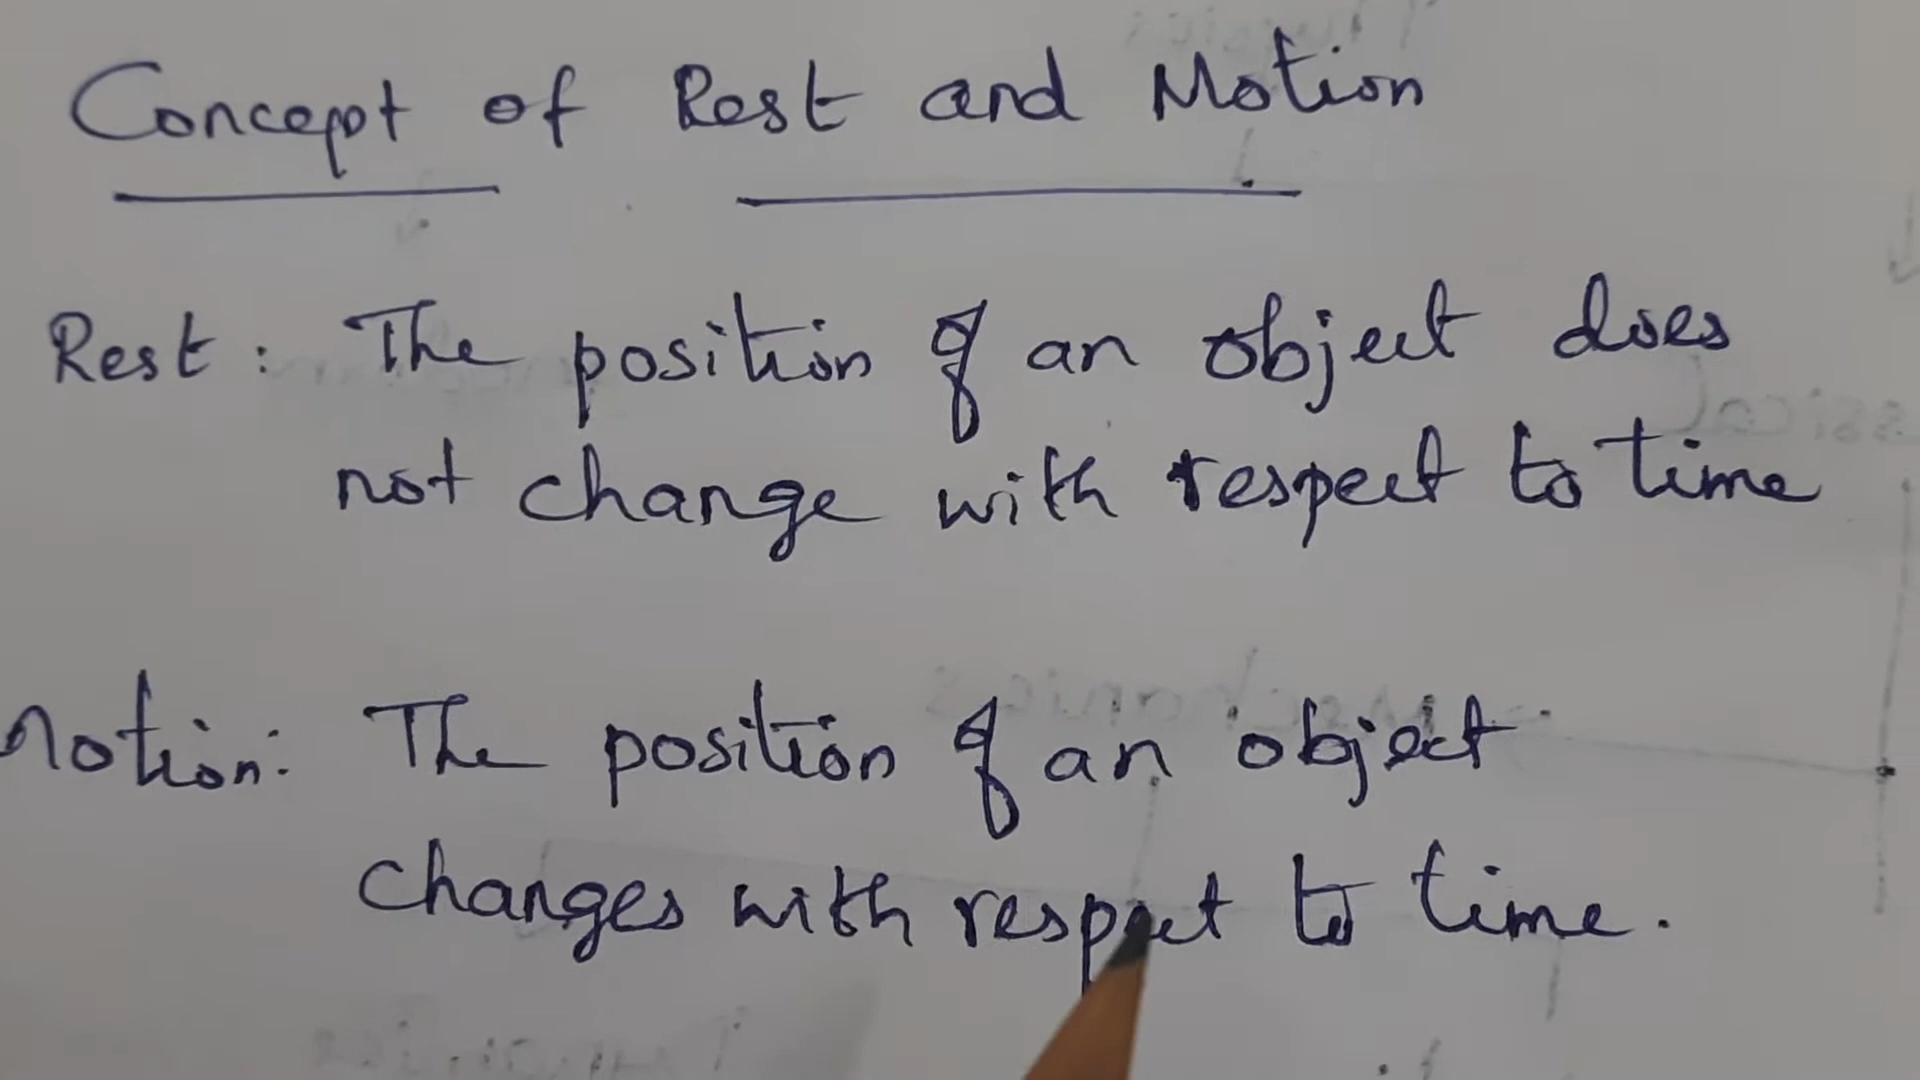 Concept of Rest and Motion
Rest : The position of an object does
not change with respect to time
Motion: The position of an object
changes with respect to time.